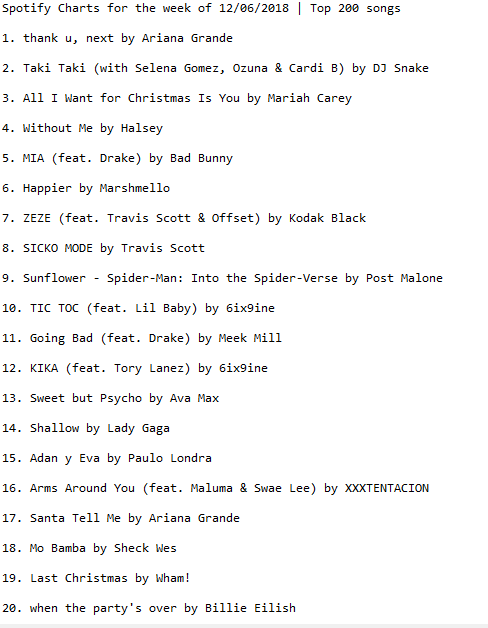 Spotify Charts for the week of 12/06/2018 | Top 200 songs
1. thank u, next by Ariana Grande
2. Taki Taki (with Selena Gomez, Ozuna & Cardi B) by DJ Snake
3. All I Want for Christmas Is You by Mariah Carey
4. Without Me by Halsey
5. MIA (feat. Drake) by Bad Bunny
6. Happier by Marshmello
7. ZEZE (feat. Travis Scott & Offset) by Kodak Black
8. SICKO MODE by Travis Scott
9. Sunflower - Spider-Man: Into the Spider-Verse by Post Malone
10. TIC TOC (feat. Lil Baby) by 6ix9ine
11. Going Bad (feat. Drake) by Meek Mill
12. KIKA (feat. Tory Lanez) by 6ix9ine
13. Sweet but Psycho by Ava Max
14. Shallow by Lady Gaga
15. Adan y Eva by Paulo Londra
16. Arms Around You (feat. Maluma & Swae Lee) by XXXTENTACION
17. Santa Tell Me by Ariana Grande
18. Mo Bamba by Sheck Wes
19. Last Christmas by Wham!
20. when the party's over by Billie Eilish